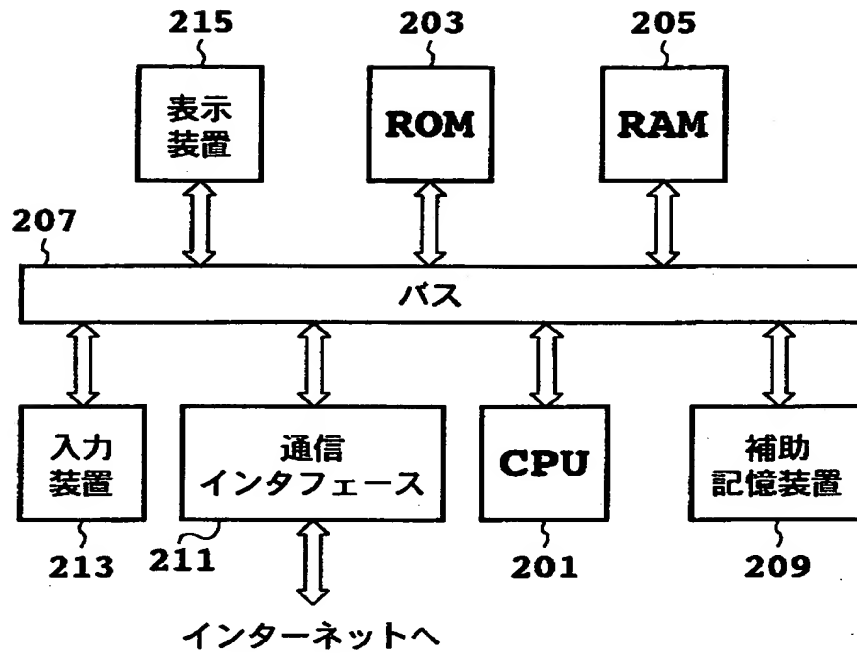 215
203
205
表示
装置
ROM
RAM
207
バス
入力
装置
通信
インタフェース
CPU
補助
記憶装置
213
211
201
209
インターネットへ